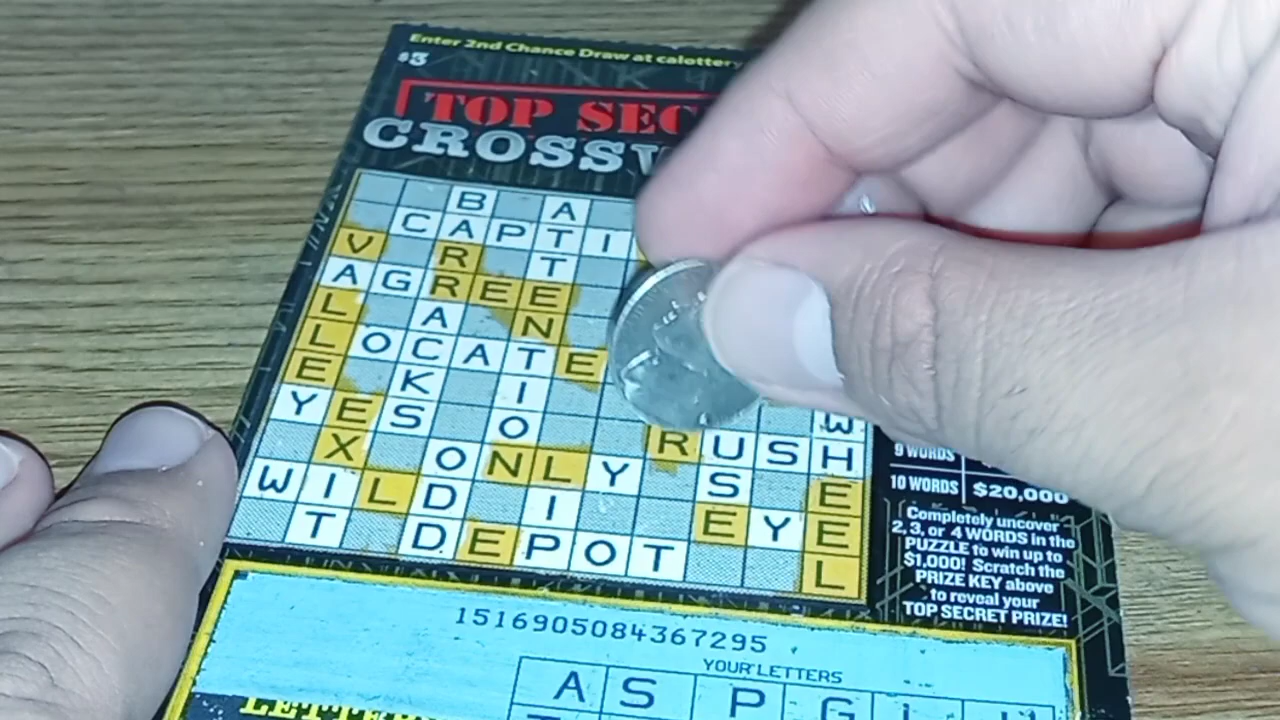 Enter 2nd Chance Draw at calottery
$3
TOP SEC
CROSSW
B A
C A P T I
V R T
A G R E E E
L A N
L O C A T E
E K I
Y E S O R U S H W
X O N L Y S H
W I L D I E E
T D E P O T E Y E
L
9 WORDS
10 WORDS $20,000
Completely uncover
2, 3, or 4 WORDS in the
PUZZLE to win up to
$1,000! Scratch the
PRIZE KEY above
to reveal your
TOP SECRET PRIZE!
1516905084367295
YOUR LETTERS
A S P G